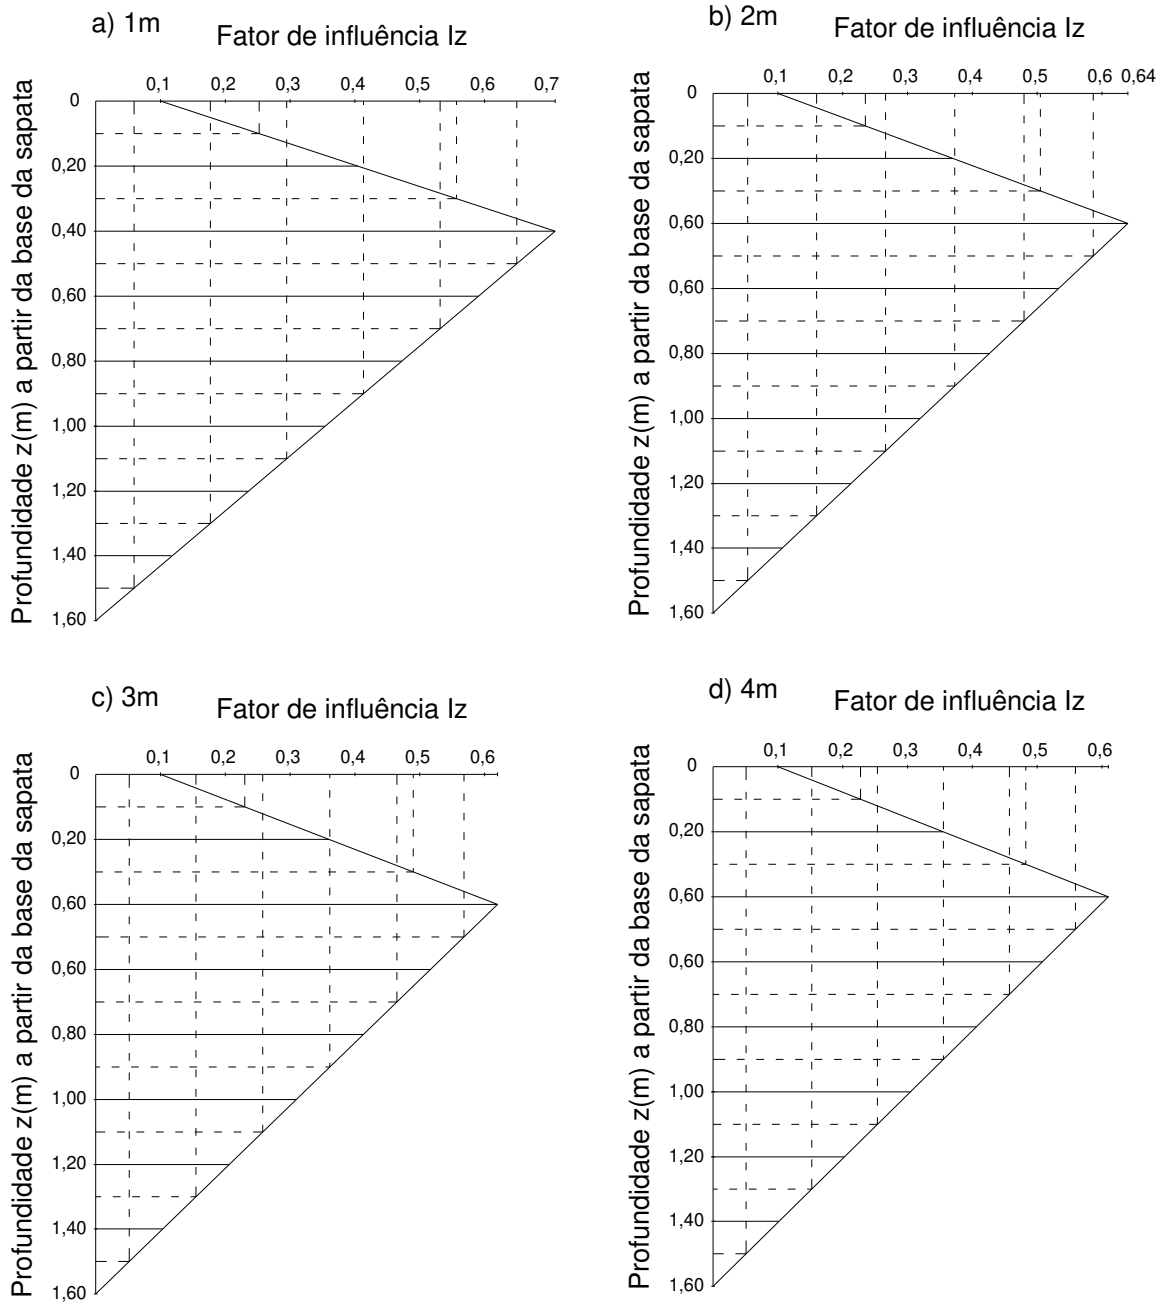 a) 1m
Fator de influência Iz
0,1 0,2 0,3 0,4 0,5 0,6 0,7
Profundidade z(m) a partir da base da sapata
0
0,20
0,40
0,60
0,80
1,00
1,20
1,40
1,60
b) 2m
Fator de influência Iz
0,1 0,2 0,3 0,4 0,5 0,6 0,64
Profundidade z(m) a partir da base da sapata
0
0,20
0,60
0,60
0,80
1,00
1,20
1,40
1,60
c) 3m
Fator de influência Iz
0,1 0,2 0,3 0,4 0,5 0,6
Profundidade z(m) a partir da base da sapata
0
0,20
0,60
0,60
0,80
1,00
1,20
1,40
1,60
d) 4m
Fator de influência Iz
0,1 0,2 0,3 0,4 0,5 0,6
Profundidade z(m) a partir da base da sapata
0
0,20
0,60
0,60
0,80
1,00
1,20
1,40
1,60